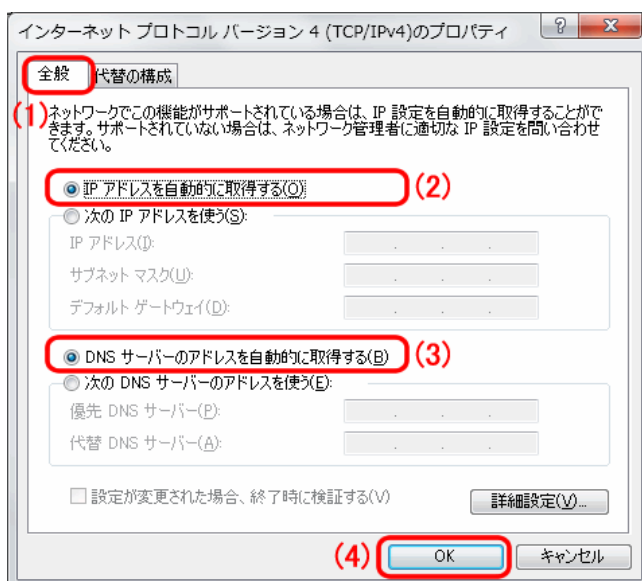 インターネット プロトコル バージョン 4 (TCP/IPv4)のプロパティ
全般 代替の構成
(1)
ネットワークでこの機能がサポートされている場合は、IP 設定を自動的に取得することがで
きます。サポートされていない場合は、ネットワーク管理者に適切な IP 設定を問い合わせ
てください。
IP アドレスを自動的に取得する(O) (2)
次の IP アドレスを使う(S):
IP アドレス(I):
サブネット マスク(U):
デフォルト ゲートウェイ(D):
DNS サーバーのアドレスを自動的に取得する(B) (3)
次の DNS サーバーのアドレスを使う(E):
優先 DNS サーバー(P):
代替 DNS サーバー(A):
設定が変更された場合、終了時に検証する(V) 詳細設定(V)...
(4) OK キャンセル